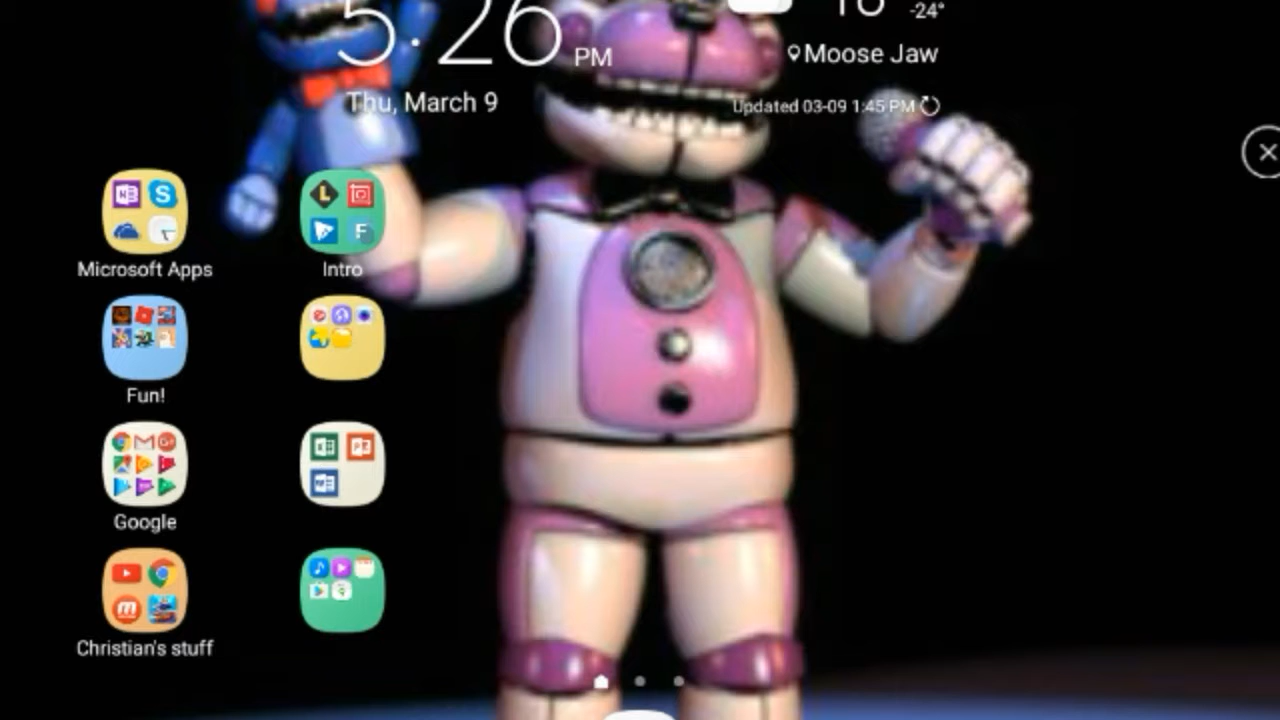 5:26 PM
-24°
Moose Jaw
Thu, March 9
Updated 03-09 1:45 PM
Microsoft Apps
Intro
Fun!
Google
Christian's stuff